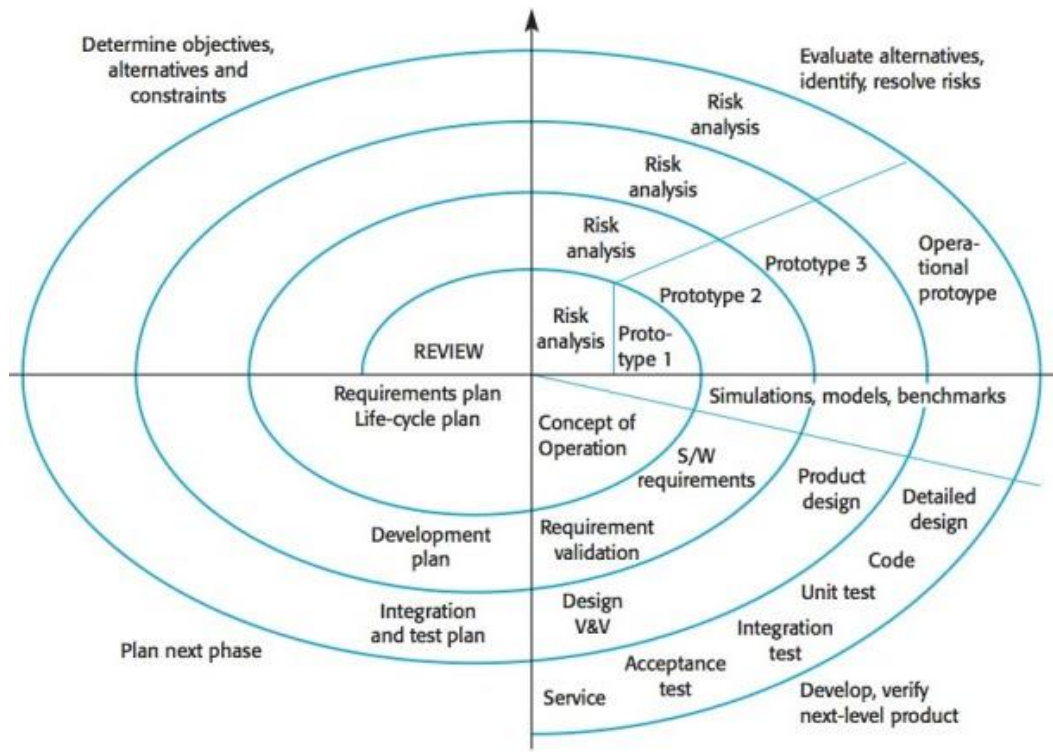 Determine objectives,
alternatives and
constraints
Evaluate alternatives,
identify, resolve risks
Risk
analysis
Risk
analysis
Risk
analysis
Opera-
tional
protoype
Prototype 3
Prototype 2
Risk
analysis
Proto-
type 1
REVIEW
Requirements plan
Life-cycle plan
Simulations, models, benchmarks
Concept of
Operation
S/W
requirements
Product
design
Detailed
design
Development
plan
Requirement
validation
Code
Unit test
Integration
and test plan
Design
V&V
Integration
test
Plan next phase
Acceptance
test
Service
Develop, verify
next-level product